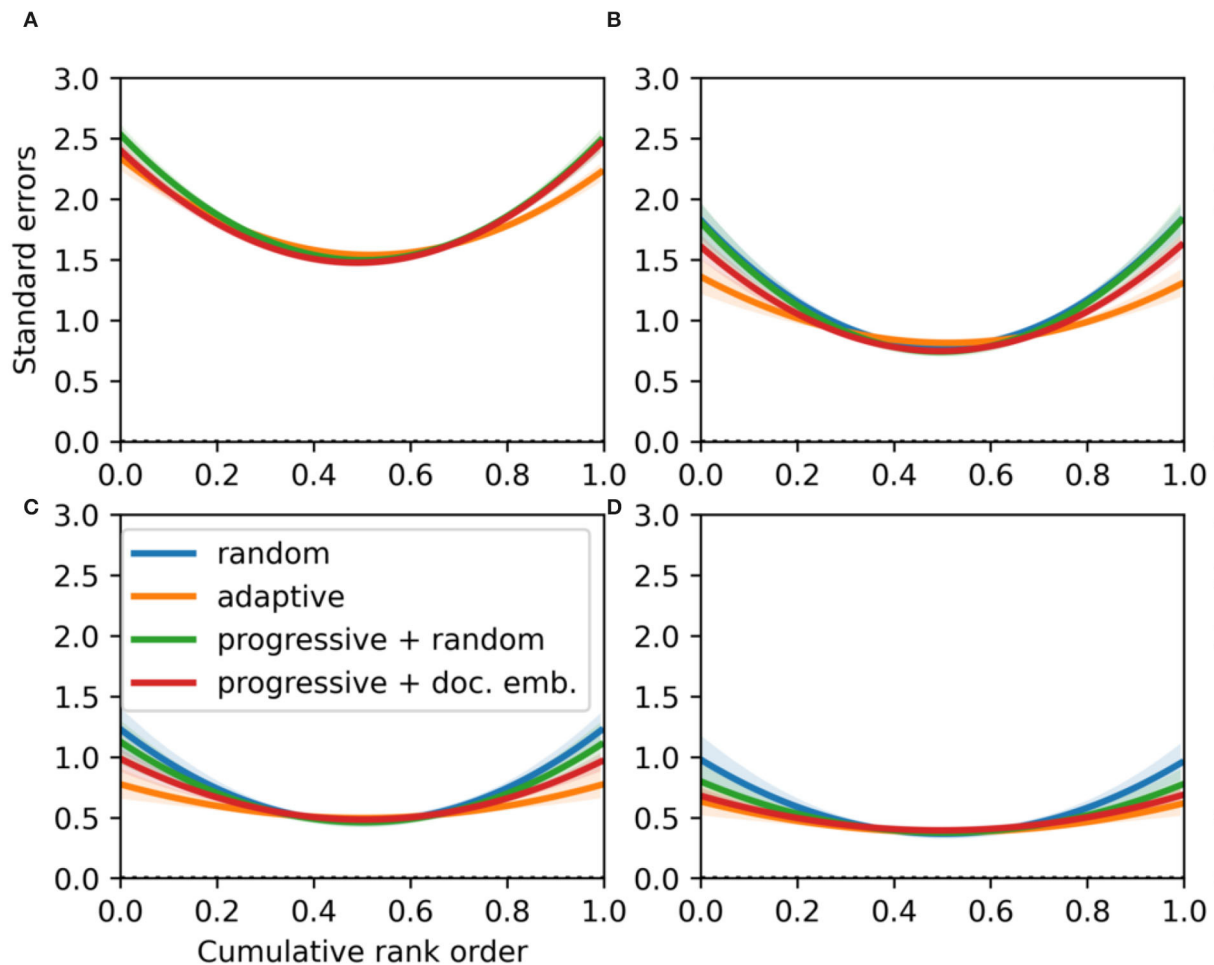 A
B
3.0
2.5
2.0
1.5
1.0
0.5
0.0
Standard errors
0.0 0.2 0.4 0.6 0.8 1.0
3.0
2.5
2.0
1.5
1.0
0.5
0.0
0.0 0.2 0.4 0.6 0.8 1.0
C
D
3.0
2.5
2.0
1.5
1.0
0.5
0.0
random
adaptive
progressive + random
progressive + doc. emb.
0.0 0.2 0.4 0.6 0.8 1.0
Cumulative rank order
3.0
2.5
2.0
1.5
1.0
0.5
0.0
0.0 0.2 0.4 0.6 0.8 1.0